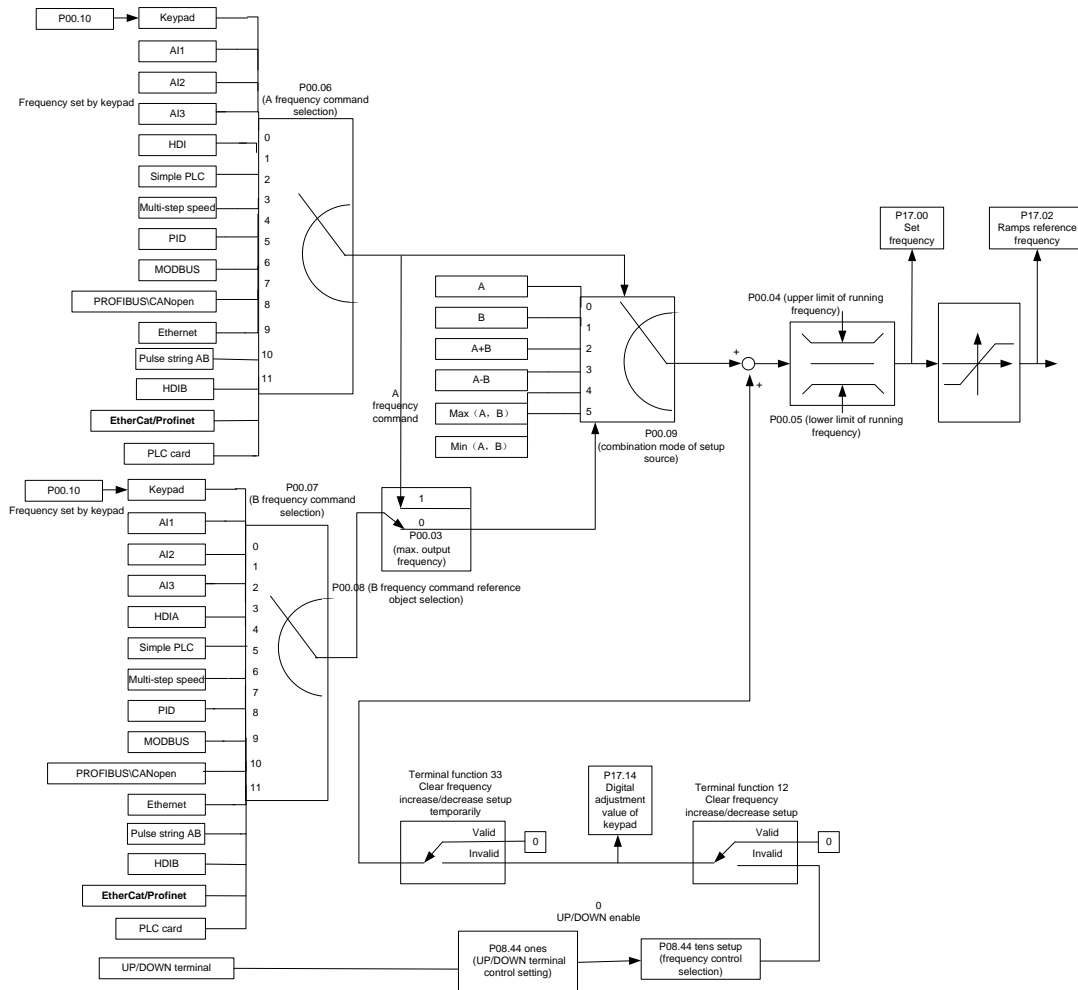 P00.10
Keypad
AI1
AI2
Frequency set by keypad
AI3
HDI
Simple PLC
Multi-step speed
PID
MODBUS
PROFIBUS\CANopen
Ethernet
Pulse string AB
HDIB
EtherCat/Profinet
PLC card
P00.06
(A frequency command
selection)
0
1
2
3
4
5
6
7
8
9
10
11
A
frequency
command
A
B
A+B
A-B
Max（A，B）
Min（A，B）
0
1
2
3
4
5
P00.09
(combination mode of setup
source)
+
+
P00.04 (upper limit of running
frequency)
P00.05 (lower limit of running
frequency)
P17.00
Set
frequency
P17.02
Ramps reference
frequency
P00.10
Keypad
Frequency set by keypad
AI1
AI2
AI3
HDIA
Simple PLC
Multi-step speed
PID
MODBUS
PROFIBUS\CANopen
Ethernet
Pulse string AB
HDIB
EtherCat/Profinet
PLC card
P00.07
(B frequency command
selection)
0
1
2
3
4
5
6
7
8
9
10
11
1
0
P00.03
(max. output
frequency)
P00.08 (B frequency command reference
object selection)
Terminal function 33
Clear frequency
increase/decrease setup
temporarily
Valid
Invalid
0
P17.14
Digital
adjustment
value of
keypad
Terminal function 12
Clear frequency
increase/decrease setup
Valid
Invalid
0
0
UP/DOWN enable
UP/DOWN terminal
P08.44 ones
(UP/DOWN terminal
control setting)
P08.44 tens setup
(frequency control
selection)